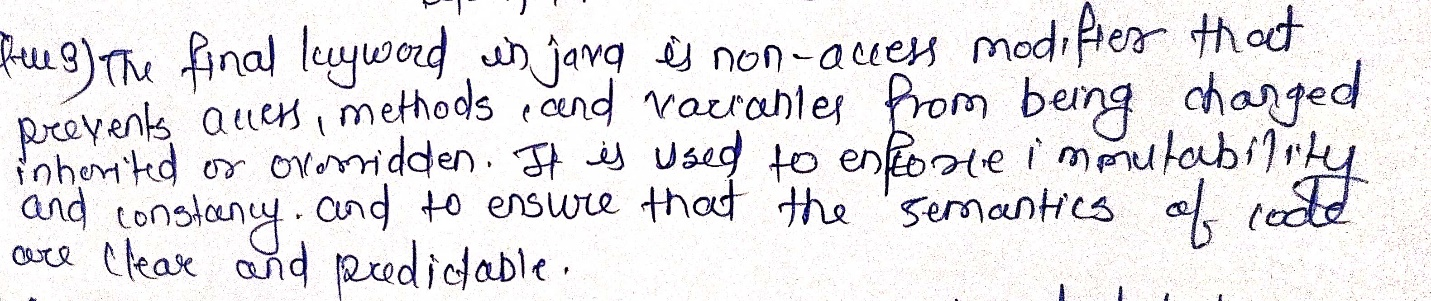 Ans 3) The final keyword in java is non-access modifier that
prevents access, methods, and variables from being changed
inherited or overridden. It is used to enforce immutability
and constancy. and to ensure that the semantics of code
are clear and predictable.